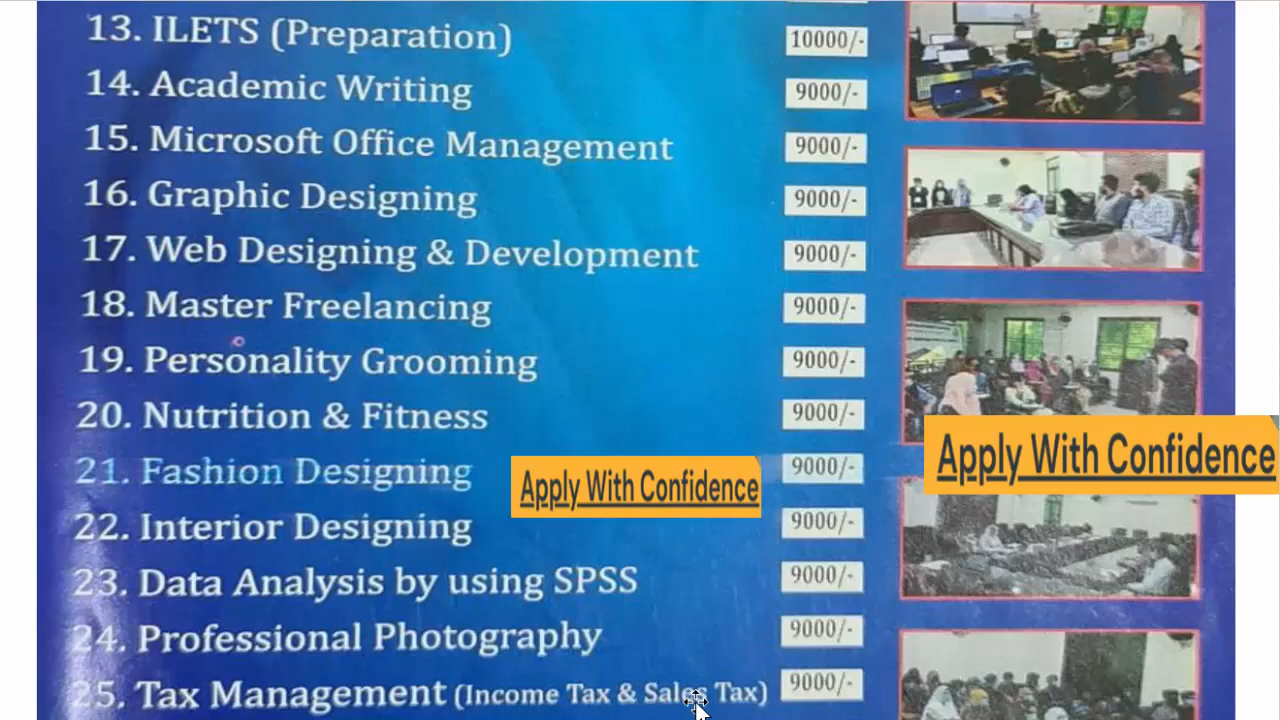 13. ILETS (Preparation) 10000/-
14. Academic Writing 9000/-
15. Microsoft Office Management 9000/-
16. Graphic Designing 9000/-
17. Web Designing & Development 9000/-
18. Master Freelancing 9000/-
19. Personality Grooming 9000/-
20. Nutrition & Fitness 9000/-
21. Fashion Designing 9000/-
Apply With Confidence
Apply With Confidence
22. Interior Designing 9000/-
23. Data Analysis by using SPSS 9000/-
24. Professional Photography 9000/-
25. Tax Management (Income Tax & Sales Tax) 9000/-